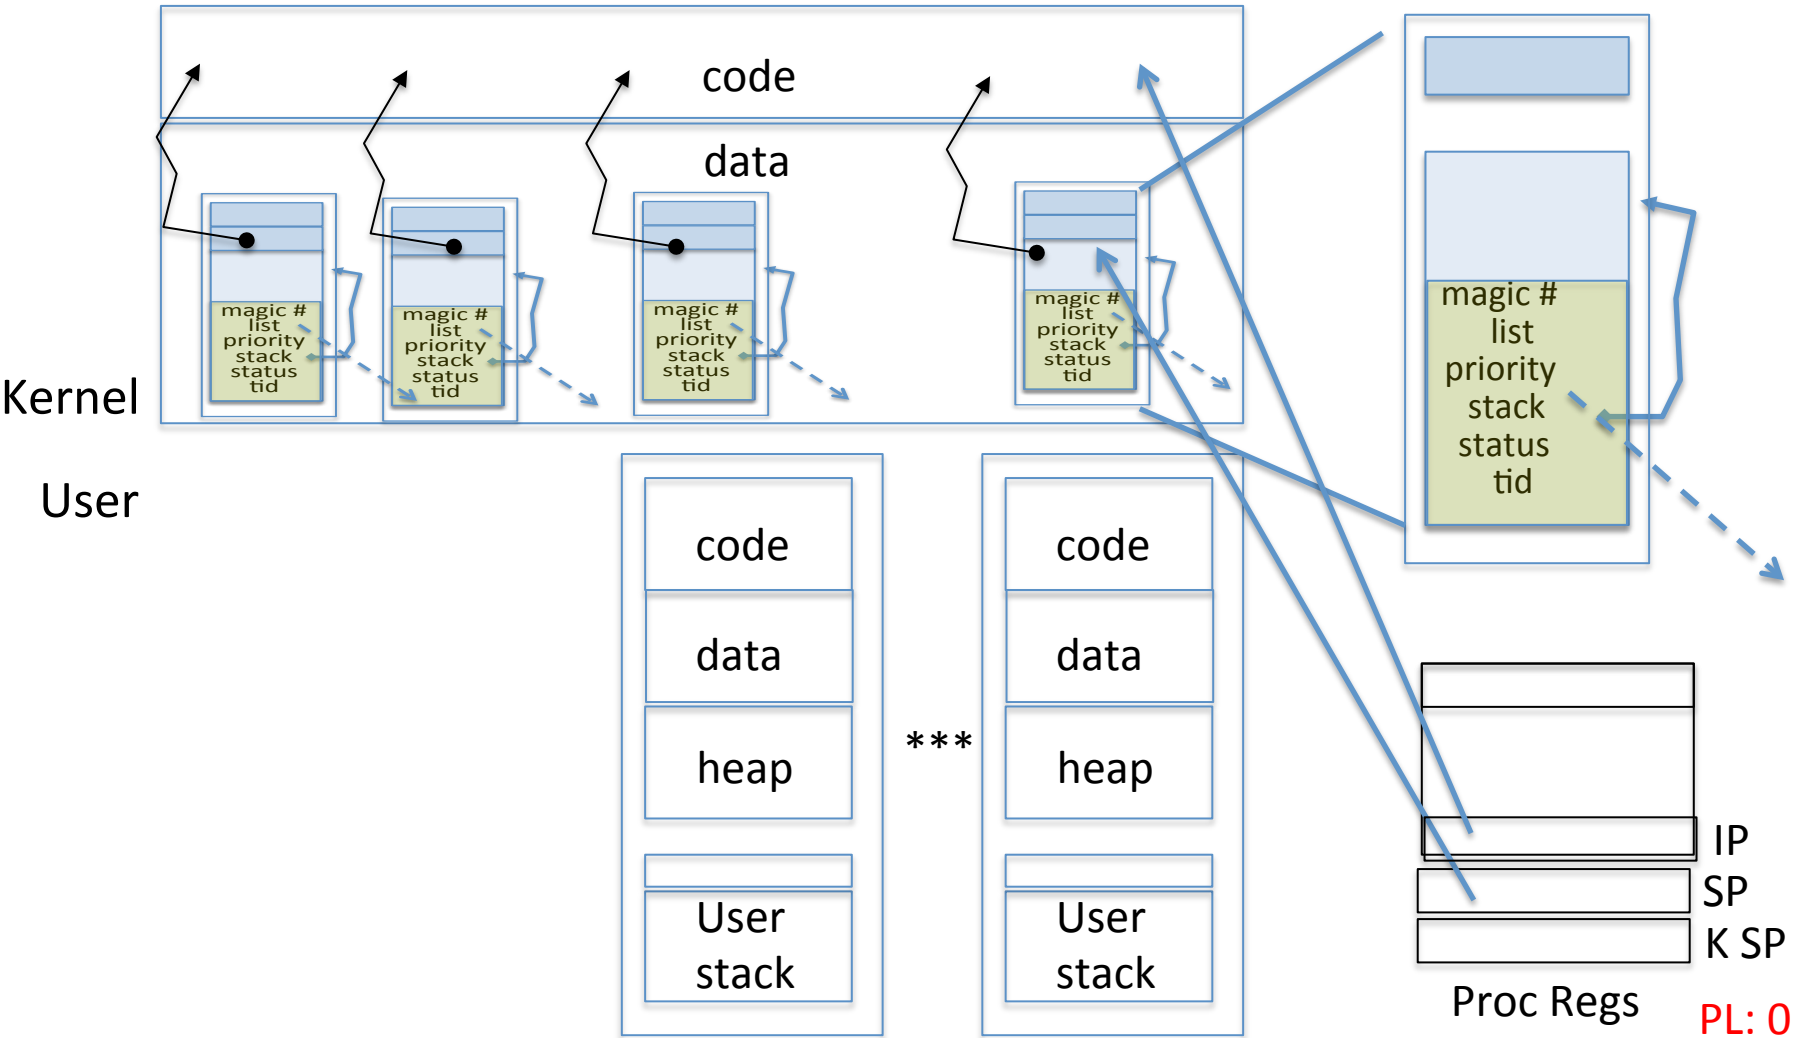 code
data
magic #
list
priority
stack
status
tid
magic #
list
priority
stack
status
tid
magic #
list
priority
stack
status
tid
magic #
list
priority
stack
status
tid
magic #
list
priority
stack
status
tid
Kernel
User
code
data
heap
User
stack
***
code
data
heap
User
stack
IP
SP
K SP
Proc Regs
PL: 0